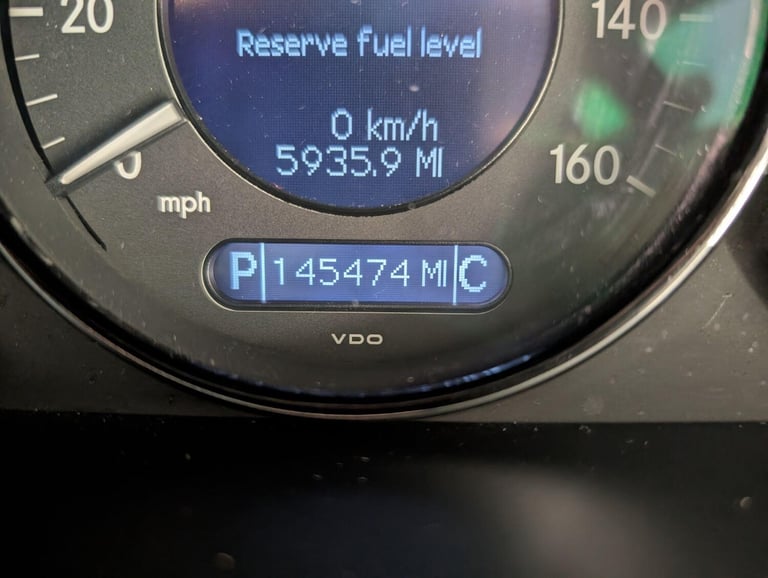 20
140
Reserve fuel level
0 km/h
5935.9 MI
160
0
mph
P 145474 MI C
VDO